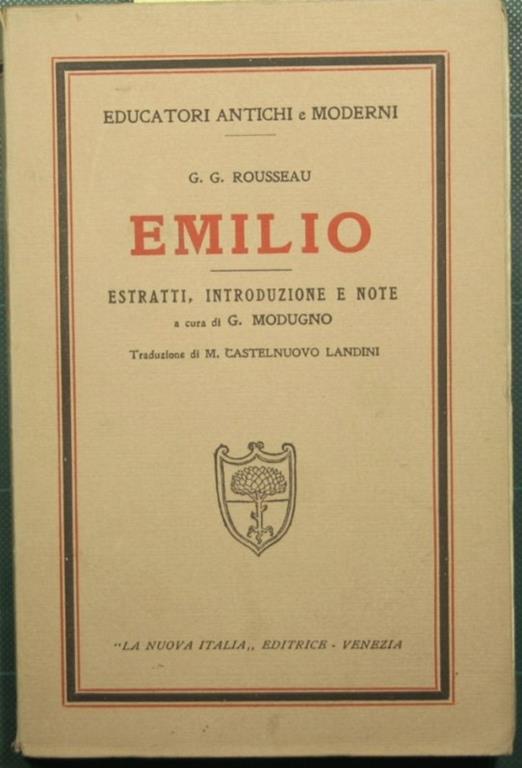 EDUCATORI ANTICHI e MODERNI
G. G. ROUSSEAU
EMILIO
ESTRATTI, INTRODUZIONE E NOTE
a cura di G. MODUGNO
Traduzione di M. CASTELNUOVO LANDINI
"LA NUOVA ITALIA„ EDITRICE - VENEZIA